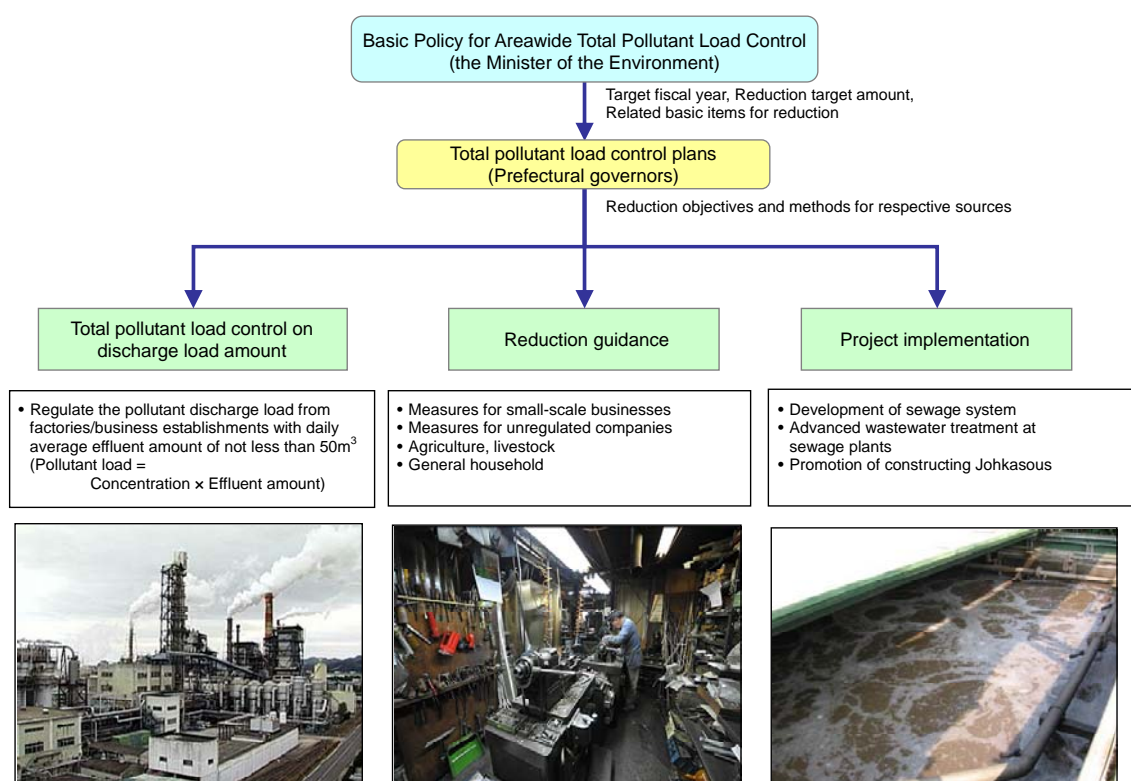 Basic Policy for Areawide Total Pollutant Load Control
(the Minister of the Environment)
Target fiscal year, Reduction target amount,
Related basic items for reduction
Total pollutant load control plans
(Prefectural governors)
Reduction objectives and methods for respective sources
Total pollutant load control on
discharge load amount
Reduction guidance
Project implementation
• Regulate the pollutant discharge load from
factories/business establishments with daily
average effluent amount of not less than 50m³
(Pollutant load =
Concentration × Effluent amount)
• Measures for small-scale businesses
• Measures for unregulated companies
• Agriculture, livestock
• General household
• Development of sewage system
• Advanced wastewater treatment at
sewage plants
• Promotion of constructing Johkasous